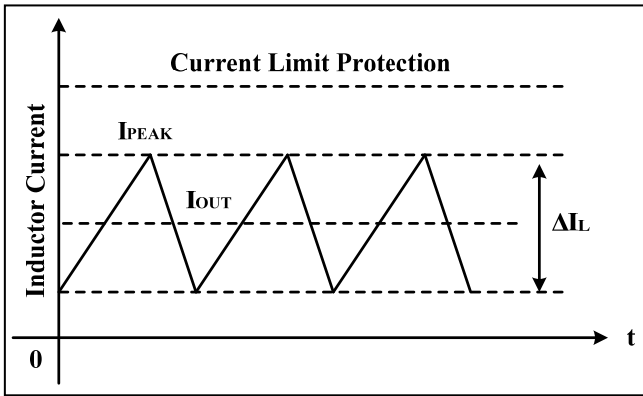 Current Limit Protection
IPEAK
IOUT
Inductor Current
ΔIL
0
t